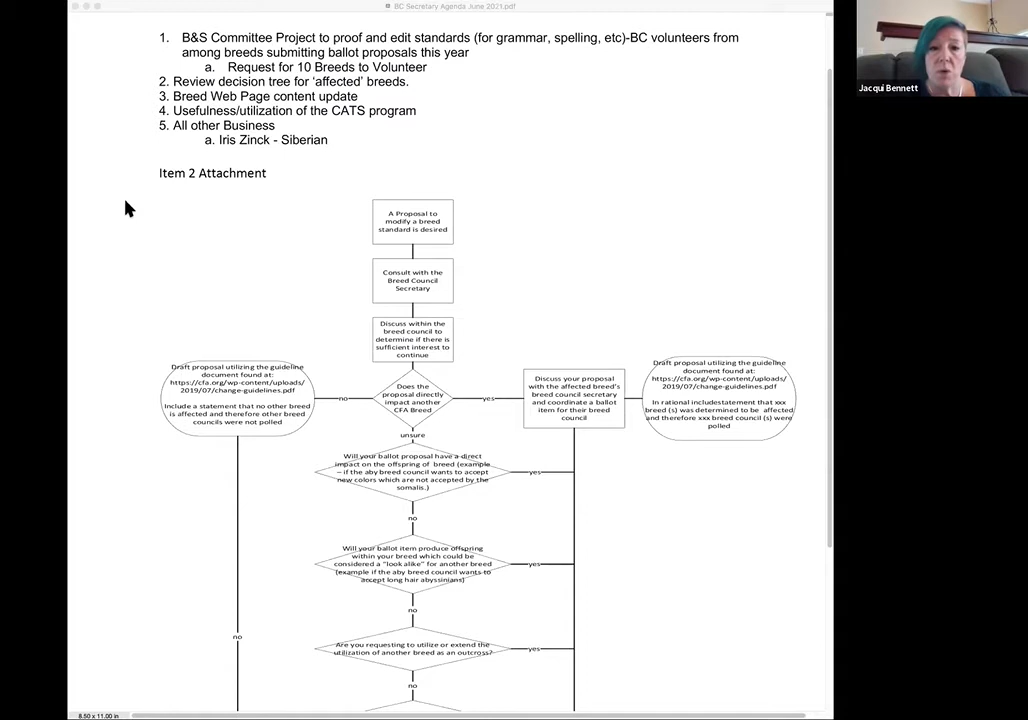 BC Secretary Agenda June 2021.pdf
1. B&S Committee Project to proof and edit standards (for grammar, spelling, etc)-BC volunteers from
among breeds submitting ballot proposals this year
a. Request for 10 Breeds to Volunteer
2. Review decision tree for 'affected' breeds.
3. Breed Web Page content update
4. Usefulness/utilization of the CATS program
5. All other Business
a. Iris Zinck - Siberian
Item 2 Attachment
A Proposal to
modify a breed
standard is desired
Consult with the
Breed Council
Secretary
Discuss within the
breed council to
determine if there is
sufficient interest to
continue
Draft proposal utilizing the guideline
document found at:
https://cfa.org/wp-content/uploads/
2019/07/change-guidelines.pdf
Include a statement that no other breed
is affected and therefore other breed
councils were not polled
no
Does the
proposal directly
impact another
CFA Breed
yes
Discuss your proposal
with the affected breed's
breed council secretary
and coordinate a ballot
item for their breed
council
Draft proposal utilizing the guideline
document found at:
https://cfa.org/wp-content/uploads/
2019/07/change-guidelines.pdf
In rational includestatement that xxx
breed (s) was determined to be affected
and therefore xxx breed council (s) were
polled
unsure
Will your ballot proposal have a direct
impact on the offspring of breed (example
– if the aby breed council wants to accept
new colors which are not accepted by the
somalis.)
yes
no
Will your ballot item produce offspring
within your breed which could be
considered a "look alike" for another breed
(example if the aby breed council wants to
accept long hair abyssinians)
yes
no
no
Are you requesting to utilize or extend the
utilization of another breed as an outcross?
yes
no
8.50 x 11.00 in
Jacqui Bennett